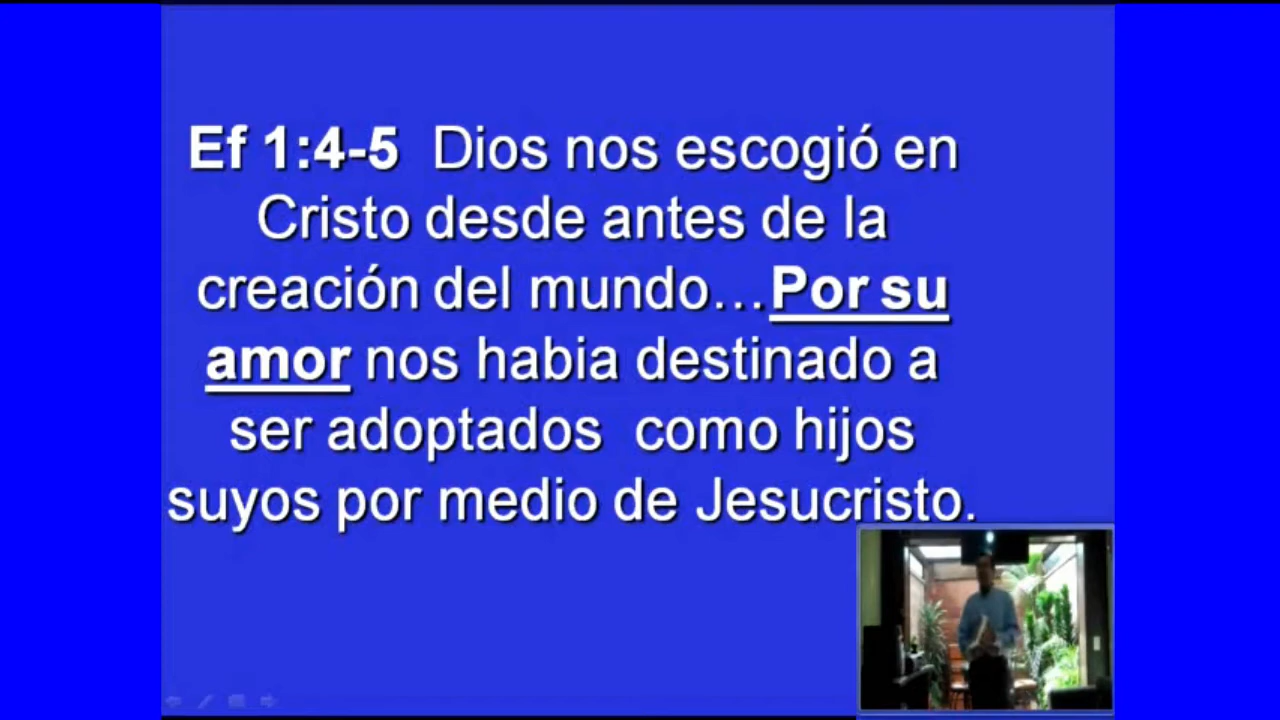 Ef 1:4-5 Dios nos escogió en
Cristo desde antes de la
creación del mundo...Por su
amor nos habia destinado a
ser adoptados como hijos
suyos por medio de Jesucristo.